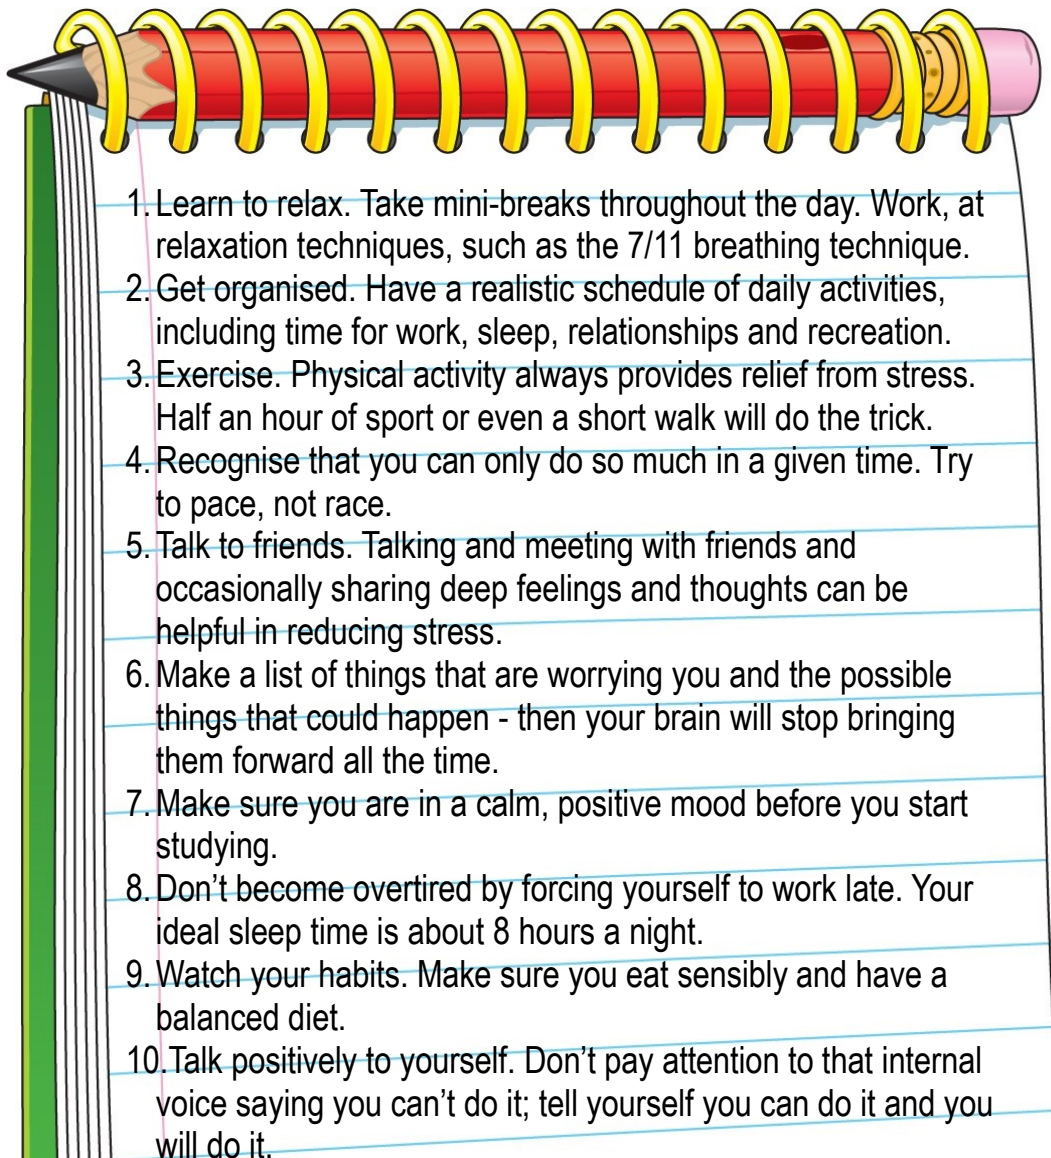 1. Learn to relax. Take mini-breaks throughout the day. Work, at
relaxation techniques, such as the 7/11 breathing technique.
2. Get organised. Have a realistic schedule of daily activities,
including time for work, sleep, relationships and recreation.
3. Exercise. Physical activity always provides relief from stress.
Half an hour of sport or even a short walk will do the trick.
4. Recognise that you can only do so much in a given time. Try
to pace, not race.
5. Talk to friends. Talking and meeting with friends and
occasionally sharing deep feelings and thoughts can be
helpful in reducing stress.
6. Make a list of things that are worrying you and the possible
things that could happen - then your brain will stop bringing
them forward all the time.
7. Make sure you are in a calm, positive mood before you start
studying.
8. Don’t become overtired by forcing yourself to work late. Your
ideal sleep time is about 8 hours a night.
9. Watch your habits. Make sure you eat sensibly and have a
balanced diet.
10. Talk positively to yourself. Don’t pay attention to that internal
voice saying you can’t do it; tell yourself you can do it and you
will do it.